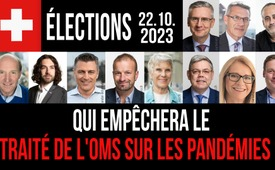 ÉLECTIONS 22.10.
2023
QUI EMPÊCHERA LE
TRAITÉ DE L'OMS SUR LES PANDÉMIES